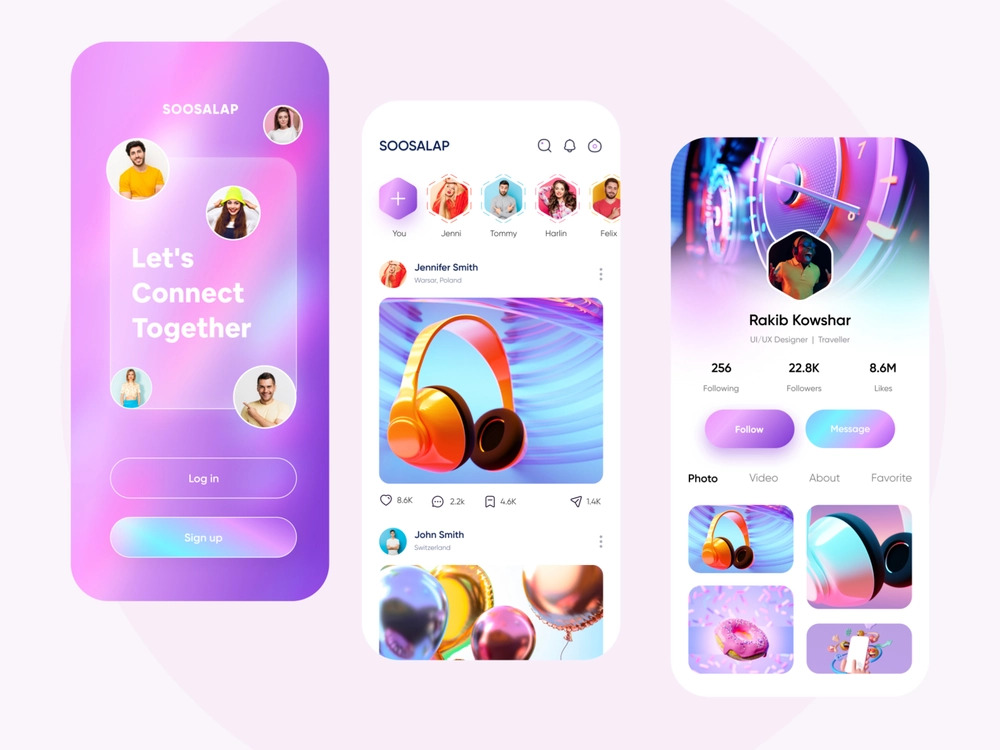 SOOSALAP
Let's
Connect
Together
Log in
Sign up
SOOSALAP
You
Jenni
Tommy
Harlin
Felix
Jennifer Smith
Warsar, Poland
8.6K
2.2k
4.6K
1.4K
John Smith
Switzerland
Rakib Kowshar
UI/UX Designer | Traveller
256
22.8K
8.6M
Following
Followers
Likes
Follow
Message
Photo
Video
About
Favorite